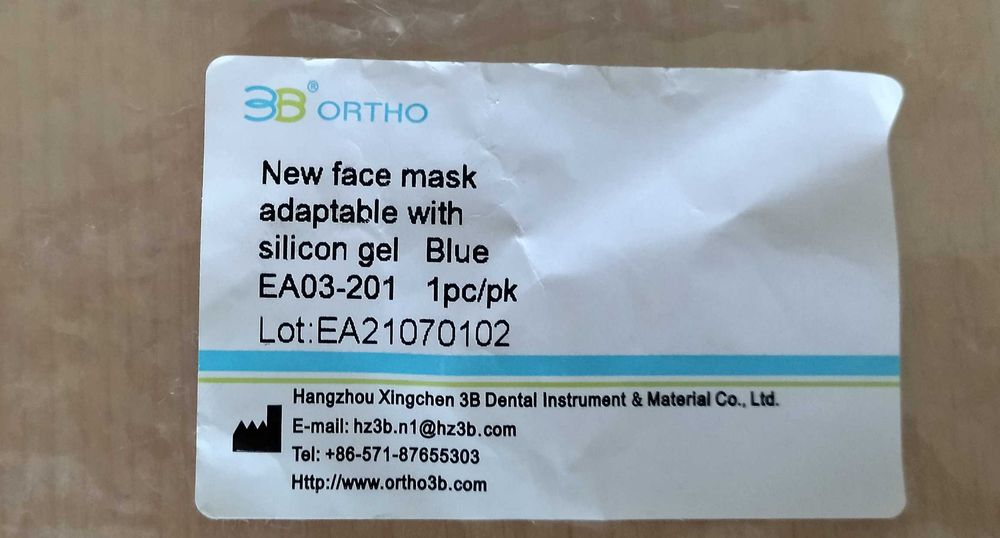 3B® ORTHO
New face mask
adaptable with
silicon gel Blue
EA03-201 1pc/pk
Lot:EA21070102
Hangzhou Xingchen 3B Dental Instrument & Material Co., Ltd.
E-mail: hz3b.n1@hz3b.com
Tel: +86-571-87655303
Http://www.ortho3b.com